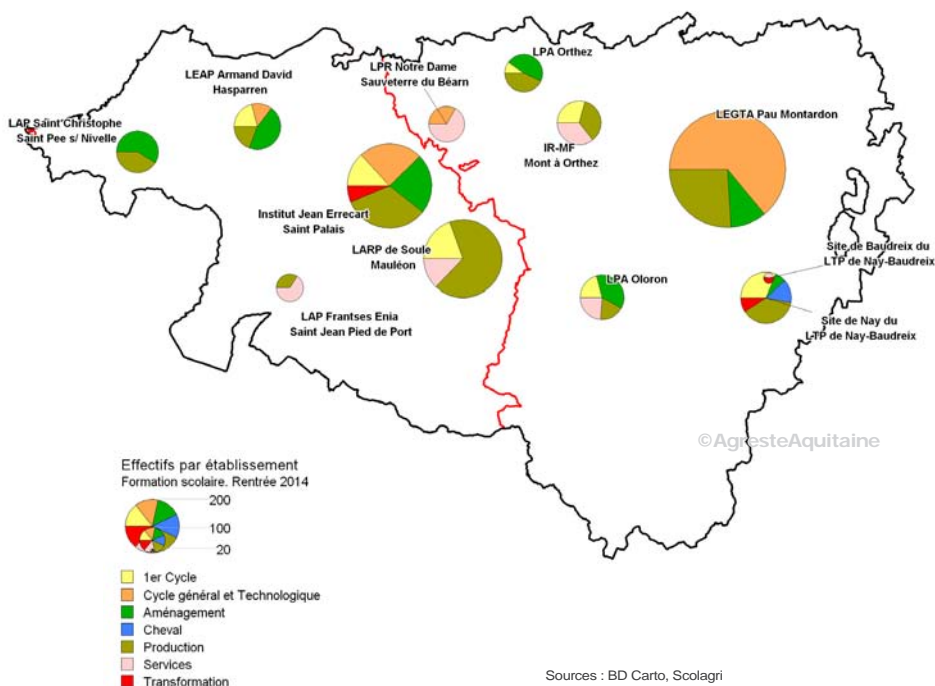 LPA Orthez
LPR Notre Dame
Sauveterre du Béarn
LEAP Armand David
Hasparren
LEGTA Pau Montardon
LAP Saint Christophe
Saint Pee s/ Nivelle
IR-MF
Mont à Orthez
Institut Jean Errecart
Saint Palais
LARP de Soule
Mauléon
Site de Baudreix du
LTP de Nay-Baudreix
LPA Oloron
LAP Frantses Enia
Saint Jean Pied de Port
Site de Nay du
LTP de Nay-Baudreix
©AgresteAquitaine
Effectifs par établissement
Formation scolaire. Rentrée 2014
200
100
20
1er Cycle
Cycle général et Technologique
Aménagement
Cheval
Production
Services
Transformation
Sources : BD Carto, Scolagri